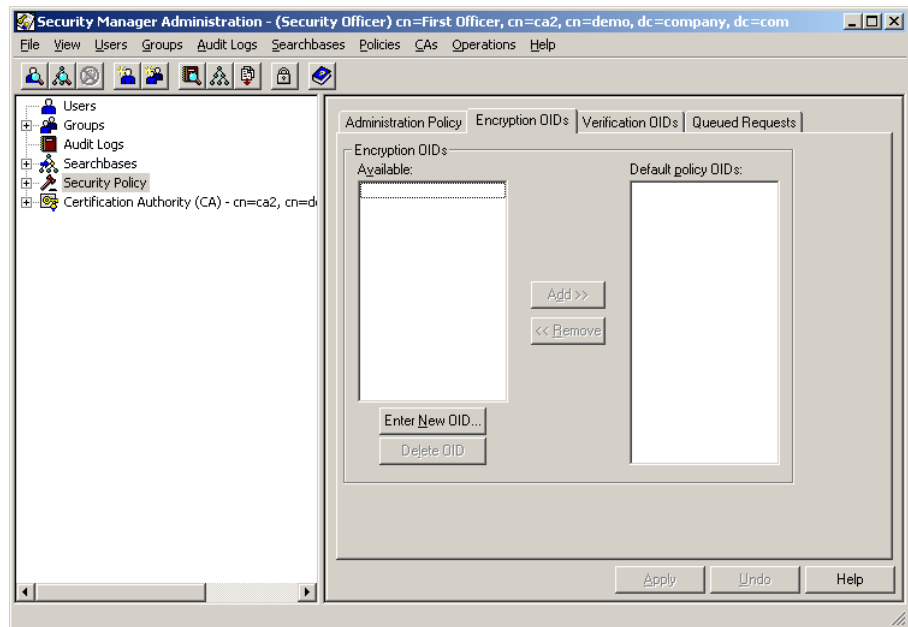 Security Manager Administration - (Security Officer) cn=First Officer, cn=ca2, cn=demo, dc=company, dc=com
File View Users Groups Audit Logs Searchbases Policies CAs Operations Help
Users
Groups
Audit Logs
Searchbases
Security Policy
Certification Authority (CA) - cn=ca2, cn=d
Administration Policy Encryption OIDs Verification OIDs Queued Requests
Encryption OIDs
Available: Default policy OIDs:
Add >>
<< Remove
Enter New OID...
Delete OID
Apply Undo Help